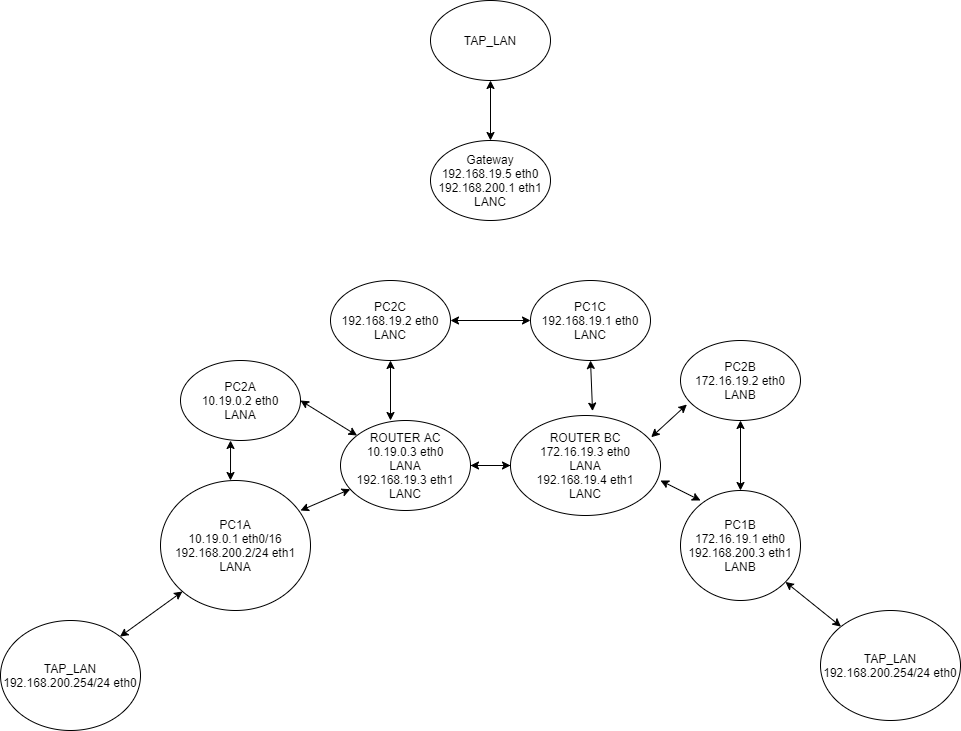 TAP_LAN
Gateway
192.168.19.5 eth0
192.168.200.1 eth1
LANC
PC2C
192.168.19.2 eth0
LANC
PC1C
192.168.19.1 eth0
LANC
PC2B
172.16.19.2 eth0
LANB
PC2A
10.19.0.2 eth0
LANA
ROUTER AC
10.19.0.3 eth0
LANA
192.168.19.3 eth1
LANC
ROUTER BC
172.16.19.3 eth0
LANA
192.168.19.4 eth1
LANC
PC1A
10.19.0.1 eth0/16
192.168.200.2/24 eth1
LANA
PC1B
172.16.19.1 eth0
192.168.200.3 eth1
LANB
TAP_LAN
192.168.200.254/24 eth0
TAP_LAN
192.168.200.254/24 eth0